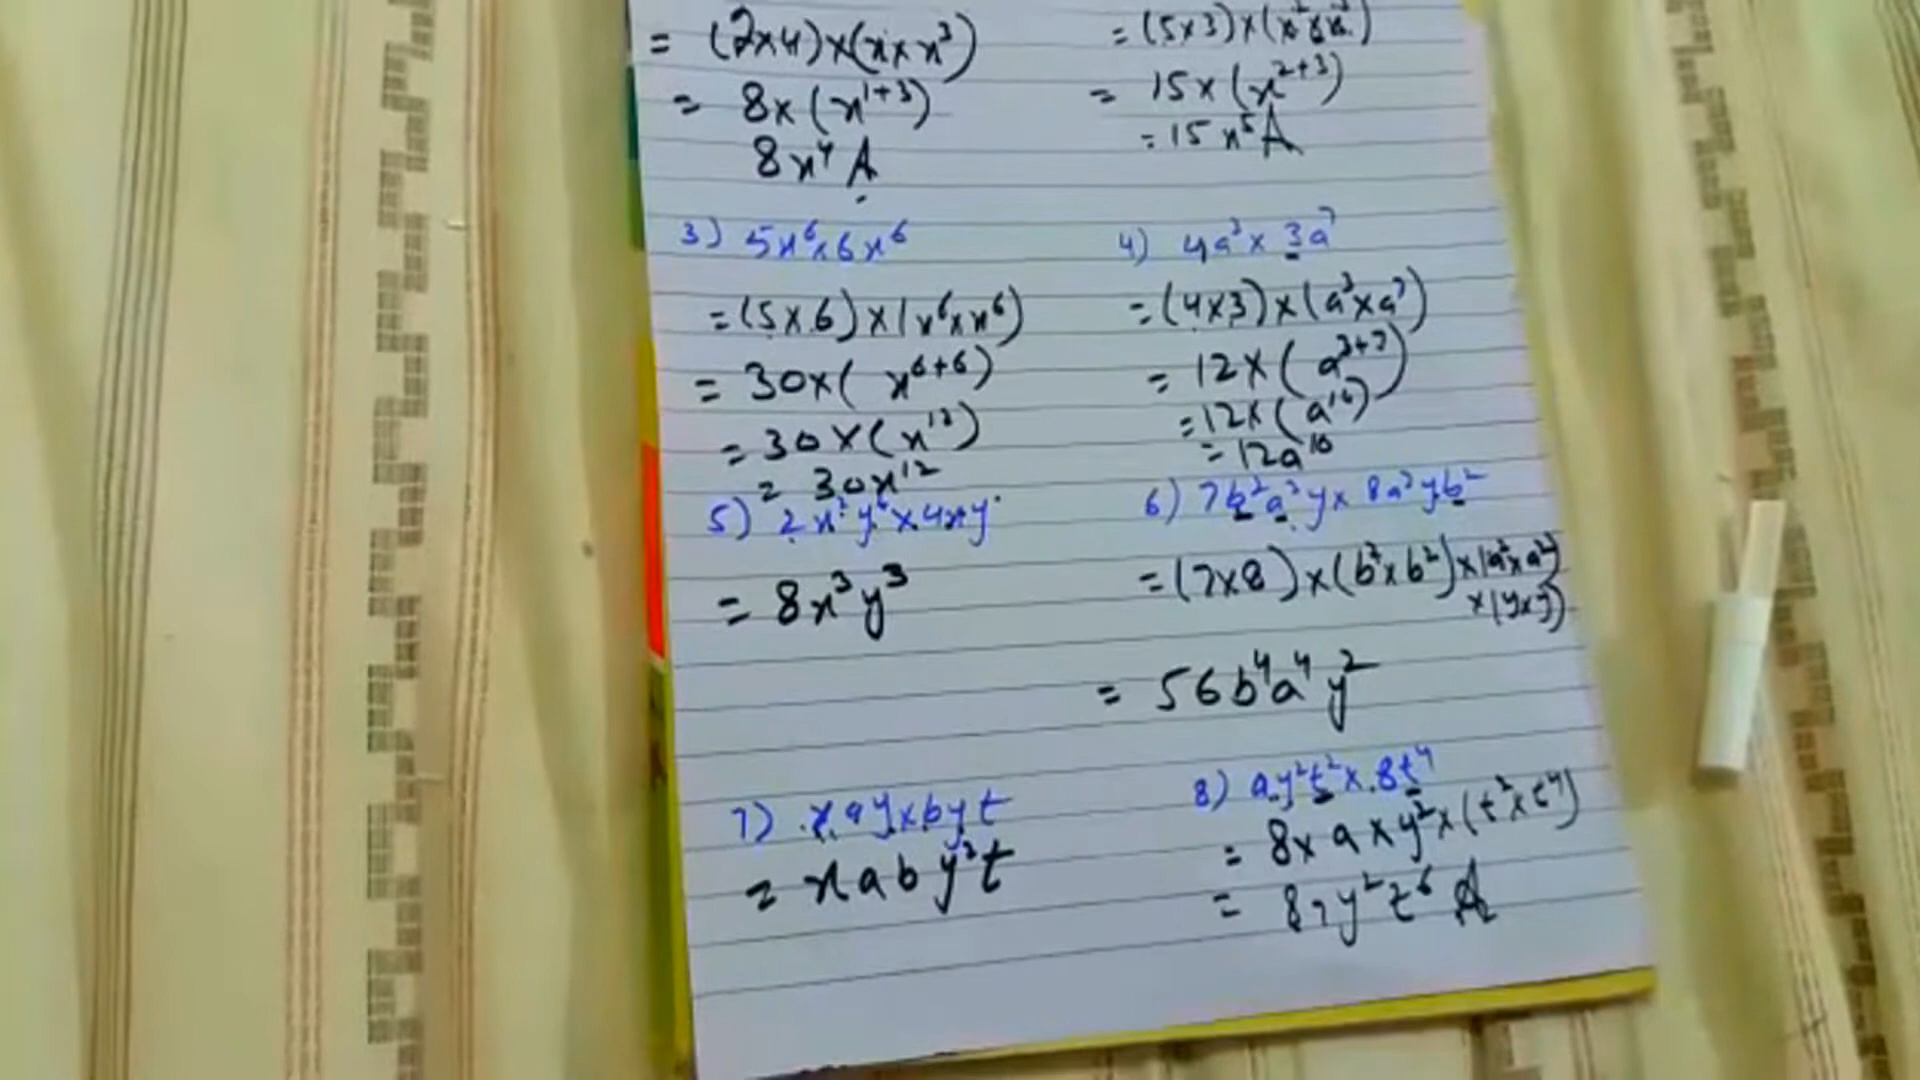 = (2×4)×(x×x³)
= 8×(x¹⁺³)
8x⁴ A
= (5×3)×(x²×x³)
= 15×(x²⁺³)
= 15x⁵ A
3) 5x⁶×6x⁶
= (5×6)×(x⁶×x⁶)
= 30×(x⁶⁺⁶)
= 30×(x¹²)
= 30x¹²
4) 4a³×3a⁷
= (4×3)×(a³×a⁷)
= 12×(a³⁺⁷)
= 12×(a¹⁰)
= 12a¹⁰
5) 2x²y²×4xy
= 8x³y³
6) 7b²a²y×8a²yb²
= (7×8)×(b²×b²)×(a²×a²)
×(y×y)
= 56b⁴a⁴y²
7) xay×byt
= xaby²t
8) ay²t²×8t⁴
= 8×a×y²×(t²×t⁴)
= 8ay²t⁶ A